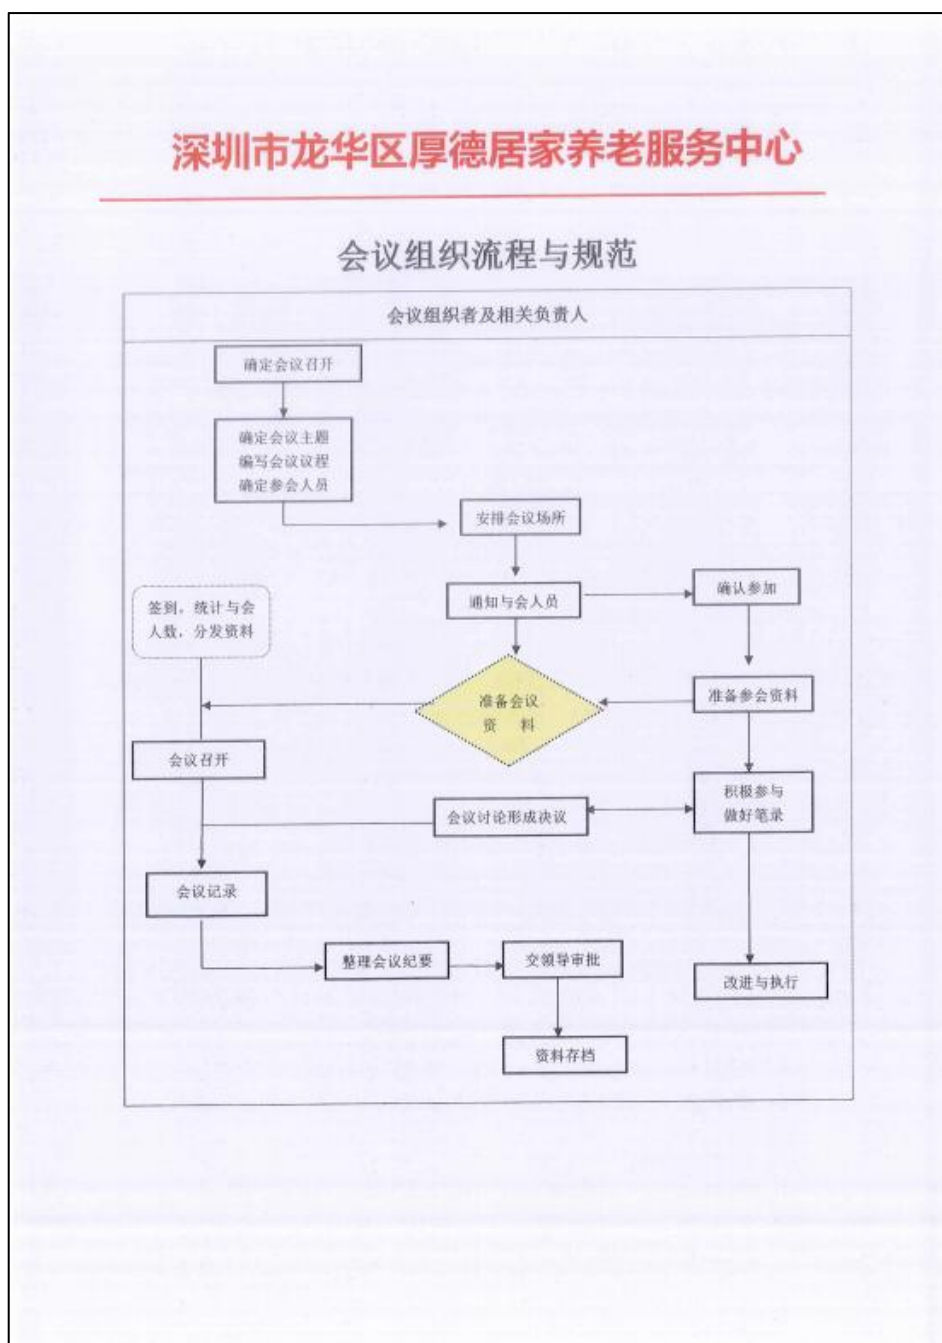 深圳市龙华区厚德居家养老服务中心
会议组织流程与规范
会议组织者及相关负责人
确定会议召开
确定会议主题
编写会议议程
确定参会人员
安排会议场所
通知与会人员
确认参加
签到，统计与会
人数，分发资料
准备会议
资 料
准备参会资料
会议召开
积极参与
做好笔录
会议讨论形成决议
会议记录
整理会议纪要
交领导审批
改进与执行
资料存档